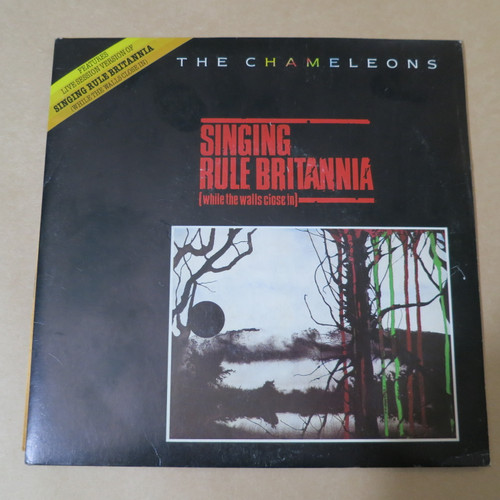 FEATURES
LIVE SESSION VERSION OF
SINGING RULE BRITANNIA
(WHILE THE WALLS CLOSE IN)
THE CHAMELEONS
SINGING
RULE BRITANNIA
[while the walls close in]